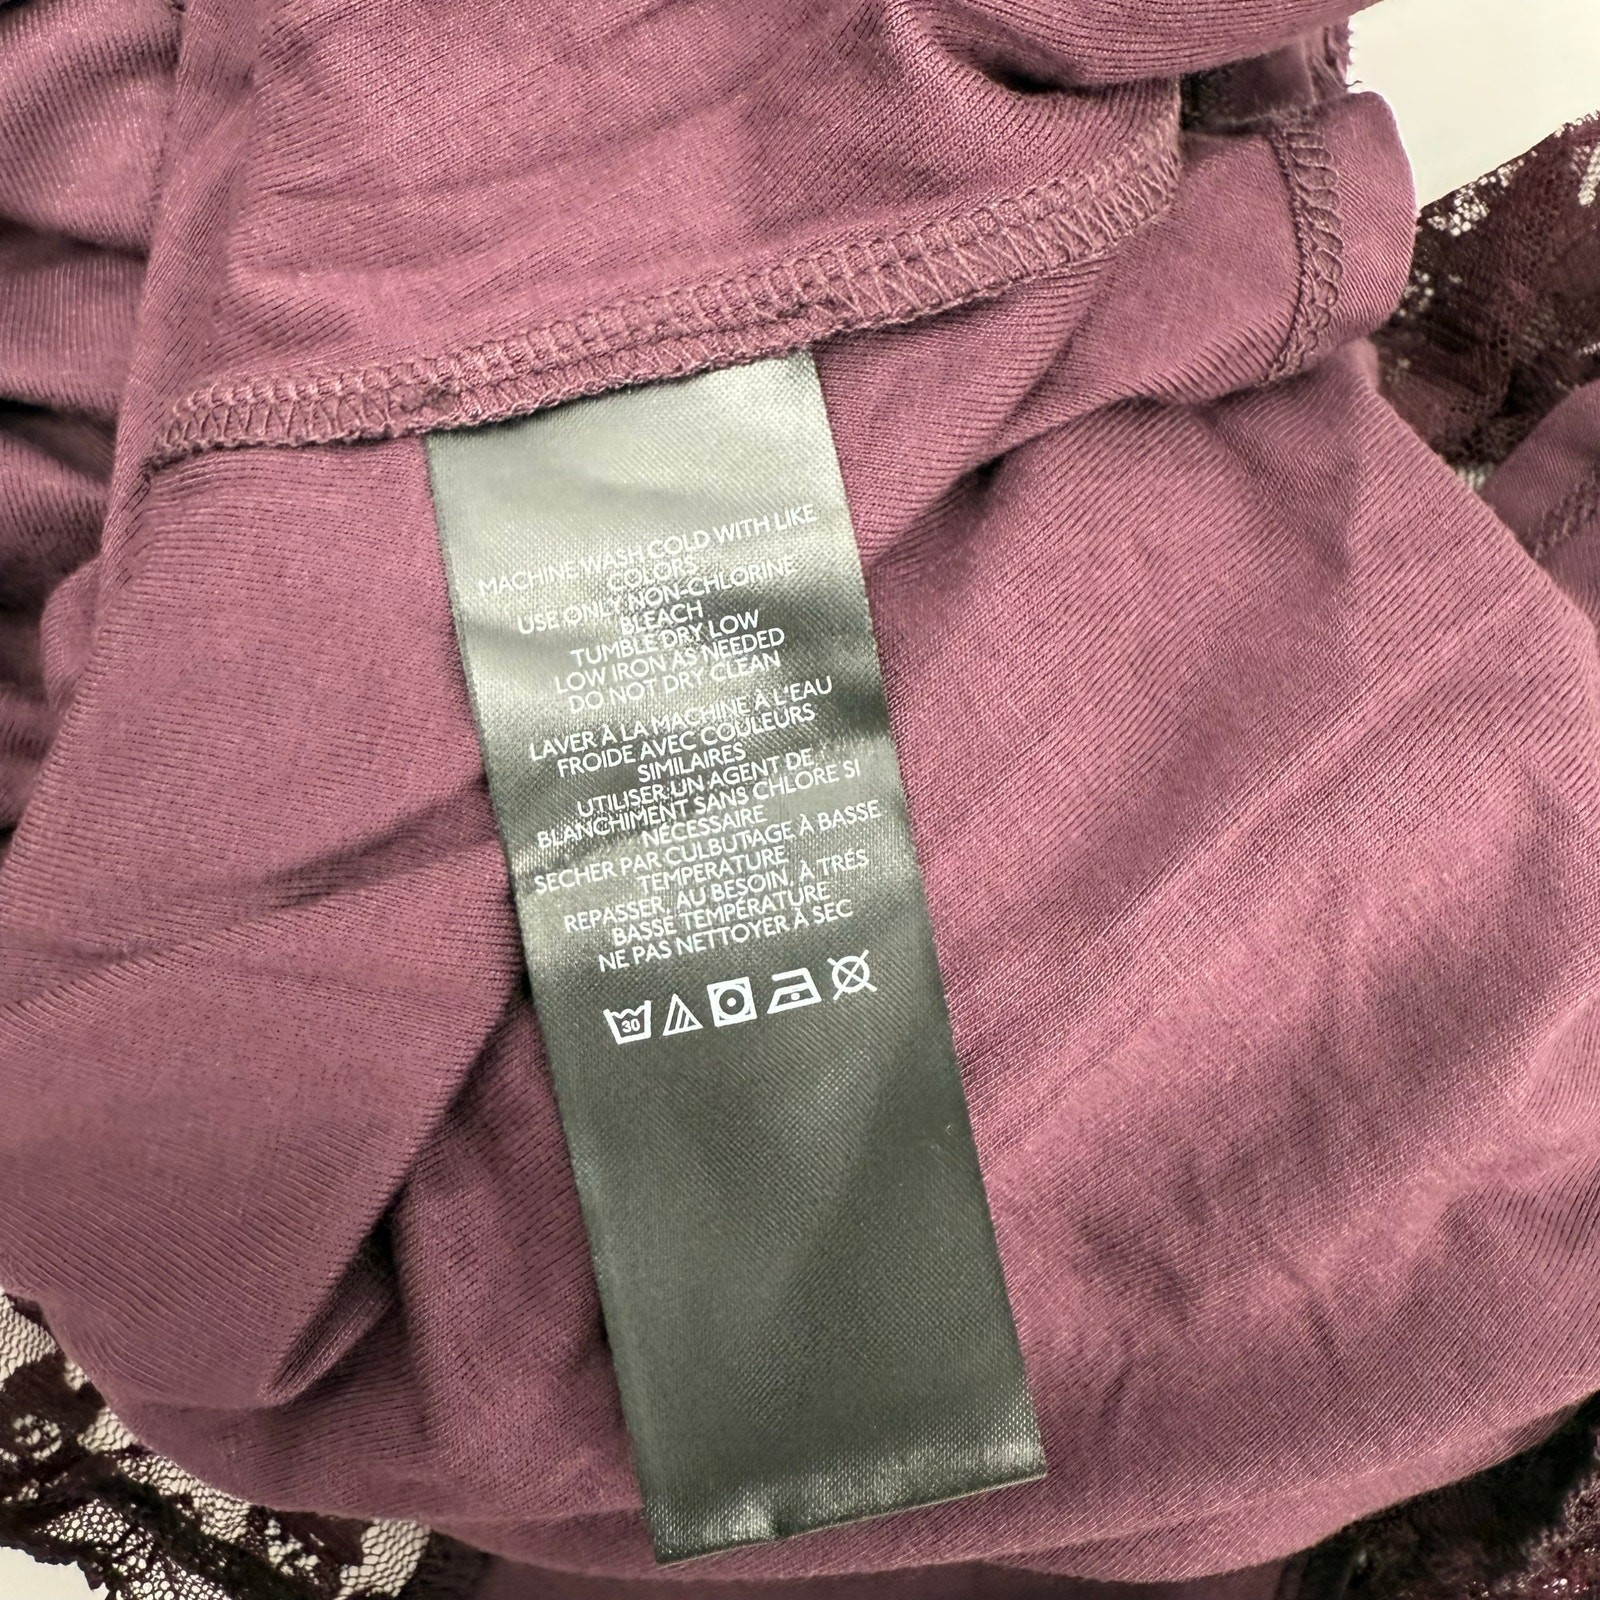 MACHINE WASH COLD WITH LIKE
COLORS
USE ONLY NON-CHLORINE
BLEACH
TUMBLE DRY LOW
LOW IRON AS NEEDED
DO NOT DRY CLEAN
LAVER À LA MACHINE À L'EAU
FROIDE AVEC COULEURS
SIMILAIRES
UTILISER UN AGENT DE
BLANCHIMENT SANS CHLORE SI
NÉCESSAIRE
SECHER PAR CULBUTAGE À BASSE
TEMPERATURE
REPASSER, AU BESOIN, À TRÉS
BASSE TEMPÉRATURE
NE PAS NETTOYER À SEC
30